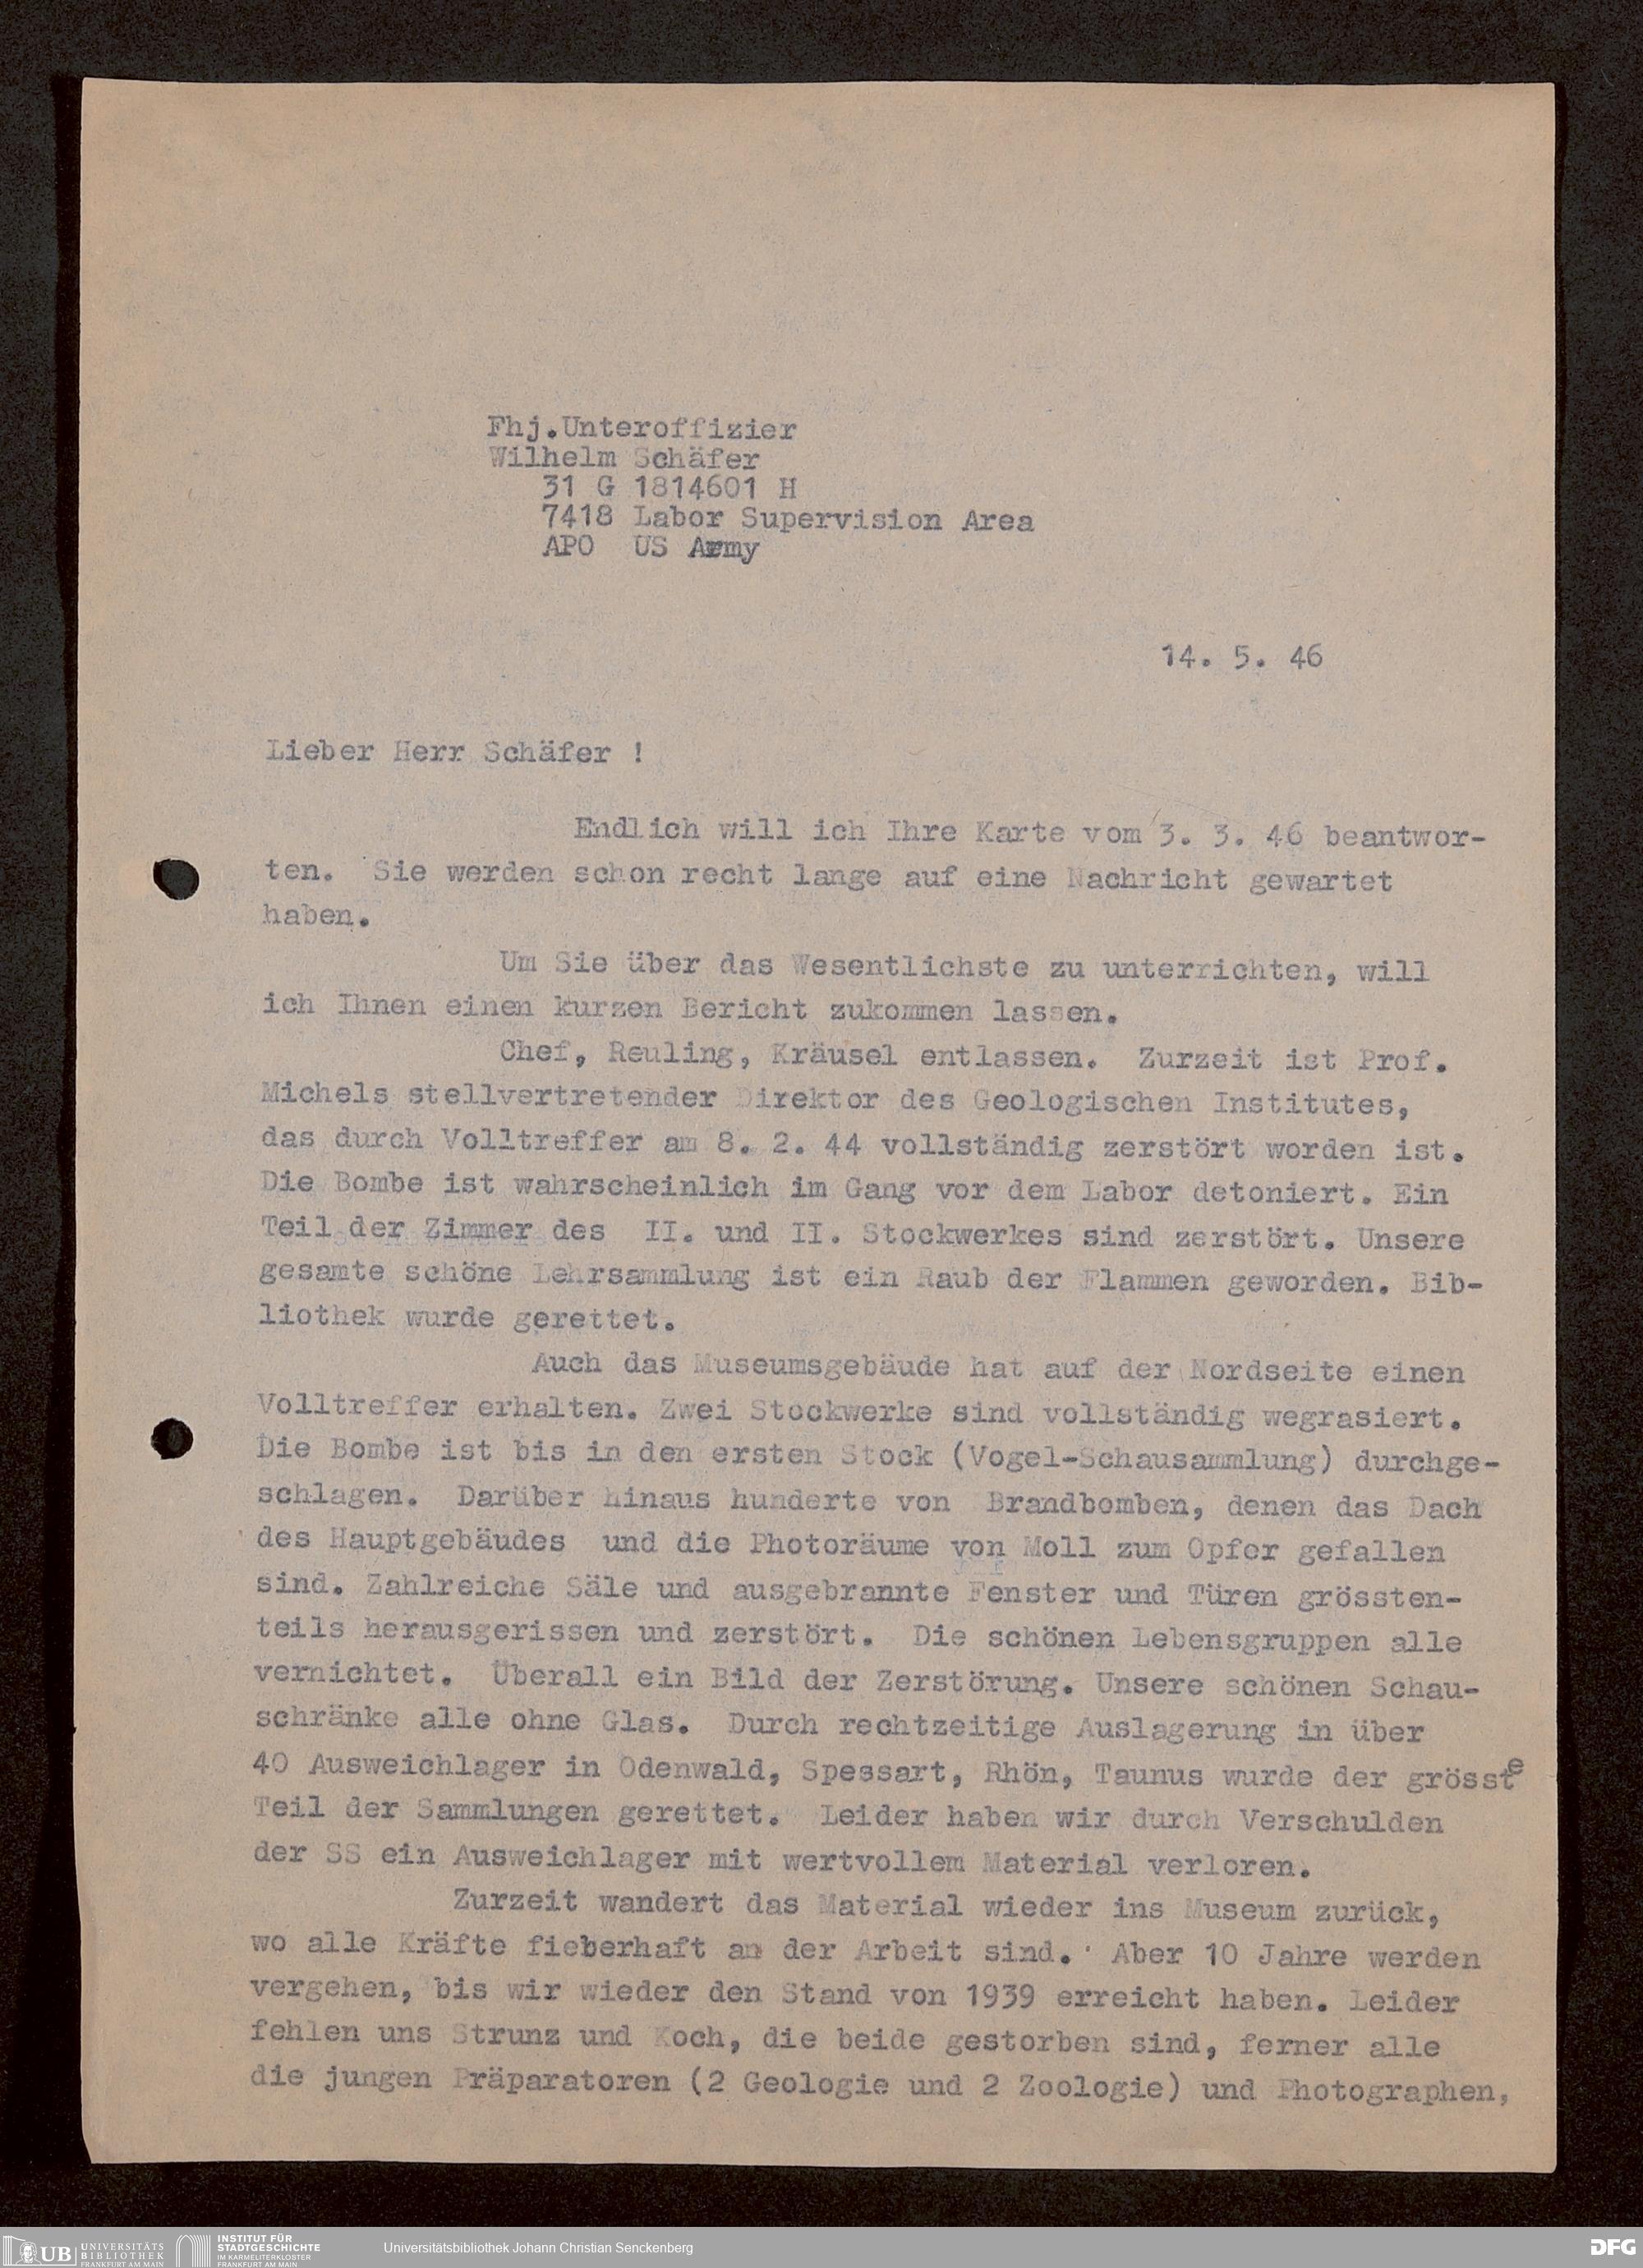 Fhj.Unteroffizier
Wilhelm Schäfer
31 G 1814601 H
7418 Labor Supervision Area
APO US Army
14. 5. 46
Lieber Herr Schäfer !
Endlich will ich Ihre Karte vom 3. 3. 46 beantwor-
ten. Sie werden schon recht lange auf eine Nachricht gewartet
haben.
Um Sie über das Wesentlichste zu unterrichten, will
ich Ihnen einen kurzen Bericht zukommen lassen.
Chef, Reuling, Kräusel entlassen. Zurzeit ist Prof.
Michels stellvertretender Direktor des Geologischen Institutes,
das durch Volltreffer am 8. 2. 44 vollständig zerstört worden ist.
Die Bombe ist wahrscheinlich im Gang vor dem Labor detoniert. Ein
Teil der Zimmer des II. und II. Stockwerkes sind zerstört. Unsere
gesamte schöne Lehrsammlung ist ein Raub der Flammen geworden. Bib-
liothek wurde gerettet.
Auch das Museumsgebäude hat auf der Nordseite einen
Volltreffer erhalten. Zwei Stockwerke sind vollständig wegrasiert.
Die Bombe ist bis in den ersten Stock (Vogel-Schausammlung) durchge-
schlagen. Darüber hinaus hunderte von Brandbomben, denen das Dach
des Hauptgebäudes und die Photoräume von Moll zum Opfer gefallen
sind. Zahlreiche Säle und ausgebrannte Fenster und Türen grössten-
teils herausgerissen und zerstört. Die schönen Lebensgruppen alle
vernichtet. Überall ein Bild der Zerstörung. Unsere schönen Schau-
schränke alle ohne Glas. Durch rechtzeitige Auslagerung in über
40 Ausweichlager in Odenwald, Spessart, Rhön, Taunus wurde der grösste
Teil der Sammlungen gerettet. Leider haben wir durch Verschulden
der SS ein Ausweichlager mit wertvollem Material verloren.
Zurzeit wandert das Material wieder ins Museum zurück,
wo alle Kräfte fieberhaft an der Arbeit sind. Aber 10 Jahre werden
vergehen, bis wir wieder den Stand von 1939 erreicht haben. Leider
fehlen uns Strunz und Koch, die beide gestorben sind, ferner alle
die jungen Präparatoren (2 Geologie und 2 Zoologie) und Photographen,
UB UNIVERSITÄTS BIBLIOTHEK FRANKFURT AM MAIN
INSTITUT FÜR STADTGESCHICHTE IM KARMELITERKLOSTER FRANKFURT AM MAIN
Universitätsbibliothek Johann Christian Senckenberg
DFG